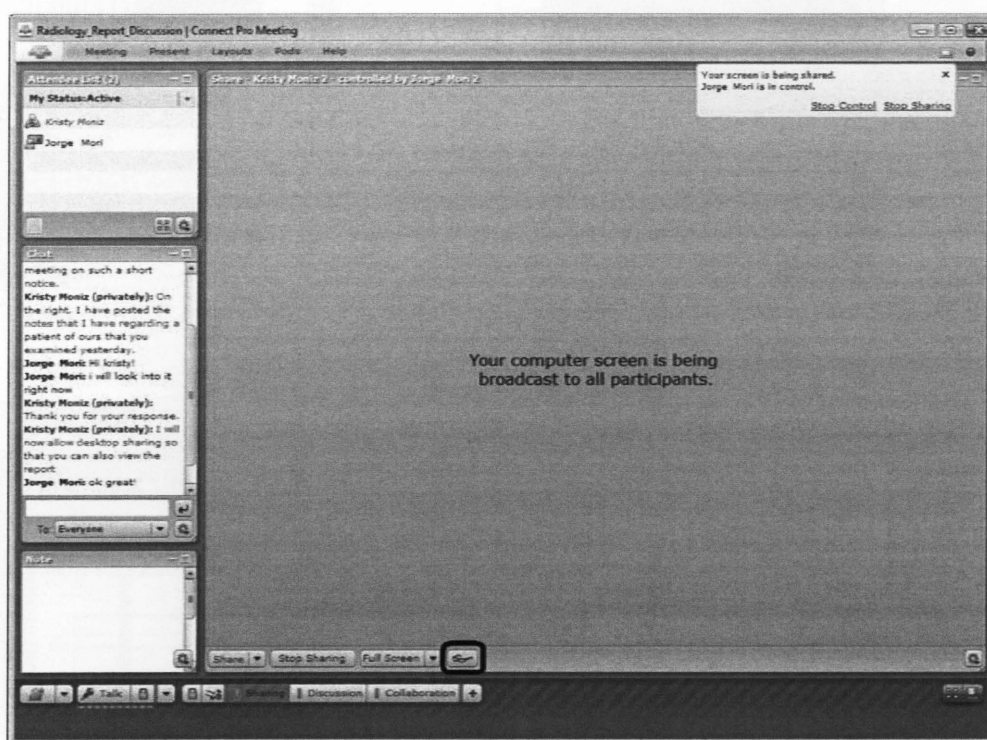 Radiology_Report_Discussion | Connect Pro Meeting
Meeting Present Layouts Pods Help
Attendee List (2)
My Status:Active
Kristy Moniz
Jorge Mori
Share - Kristy Moniz 2 - controlled by Jorge Mori 2
Your screen is being shared.
Jorge Mori is in control.
Stop Control Stop Sharing
Chat
meeting on such a short
notice.
Kristy Moniz (privately): On
the right, I have posted the
notes that I have regarding a
patient of ours that you
examined yesterday.
Jorge Mori: Hi kristy!
Jorge Mori: i will look into it
right now
Kristy Moniz (privately):
Thank you for your response.
Kristy Moniz (privately): I will
now allow desktop sharing so
that you can also view the
report
Jorge Mori: ok great!
To: Everyone
Note
Your computer screen is being
broadcast to all participants.
Share Stop Sharing Full Screen
Talk Sharing Discussion Collaboration +